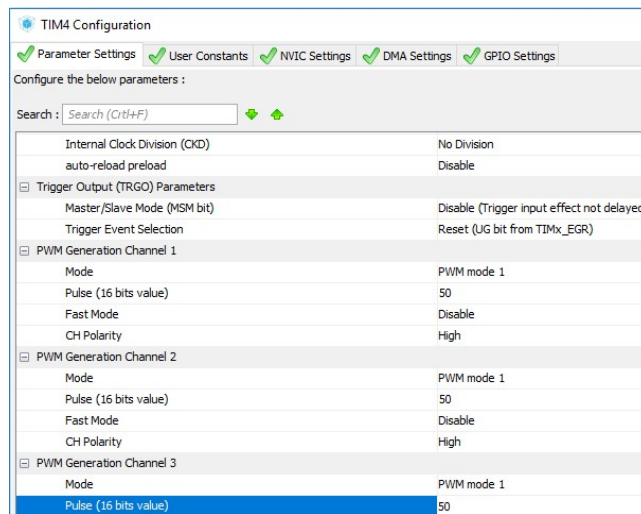 TIM4 Configuration
Parameter Settings User Constants NVIC Settings DMA Settings GPIO Settings
Configure the below parameters :
Search : Search (Crtl+F)
Internal Clock Division (CKD) No Division
auto-reload preload Disable
Trigger Output (TRGO) Parameters
Master/Slave Mode (MSM bit) Disable (Trigger input effect not delayed
Trigger Event Selection Reset (UG bit from TIMx_EGR)
PWM Generation Channel 1
Mode PWM mode 1
Pulse (16 bits value) 50
Fast Mode Disable
CH Polarity High
PWM Generation Channel 2
Mode PWM mode 1
Pulse (16 bits value) 50
Fast Mode Disable
CH Polarity High
PWM Generation Channel 3
Mode PWM mode 1
Pulse (16 bits value) 50